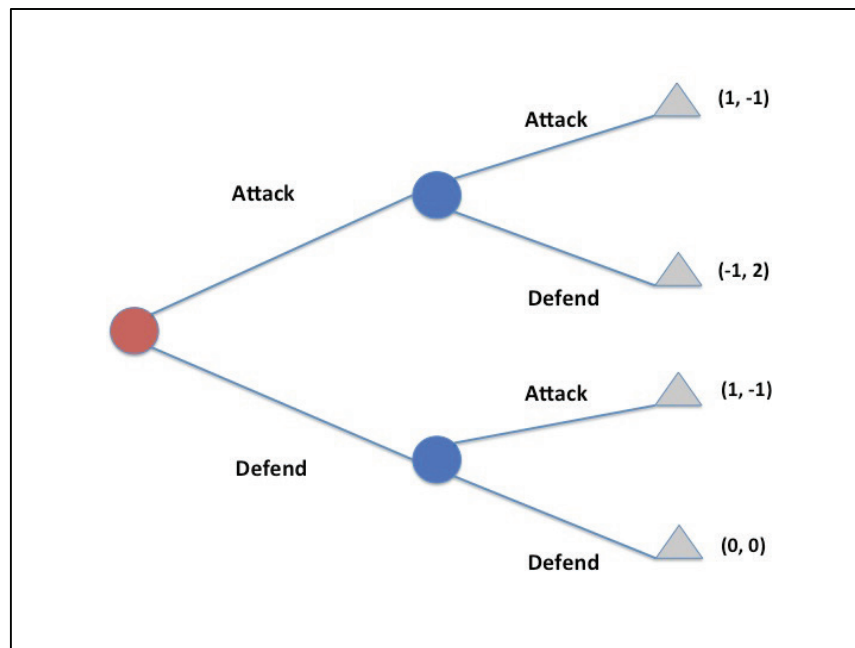 Attack
(1, -1)
Attack
Defend
(-1, 2)
Defend
Attack
(1, -1)
Defend
(0, 0)